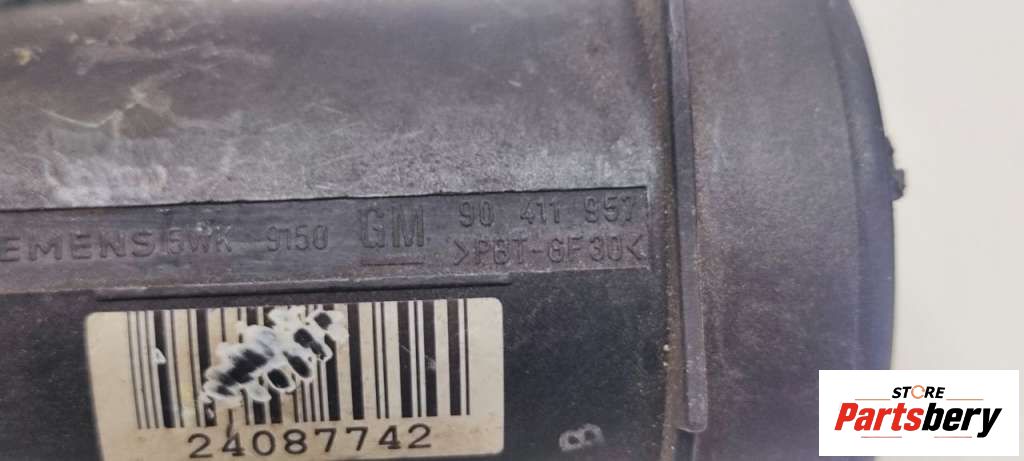 EMENS 5WK 9150 GM 90 411 957
>PBT-GF30<
24087742
B
STORE
Partsbery